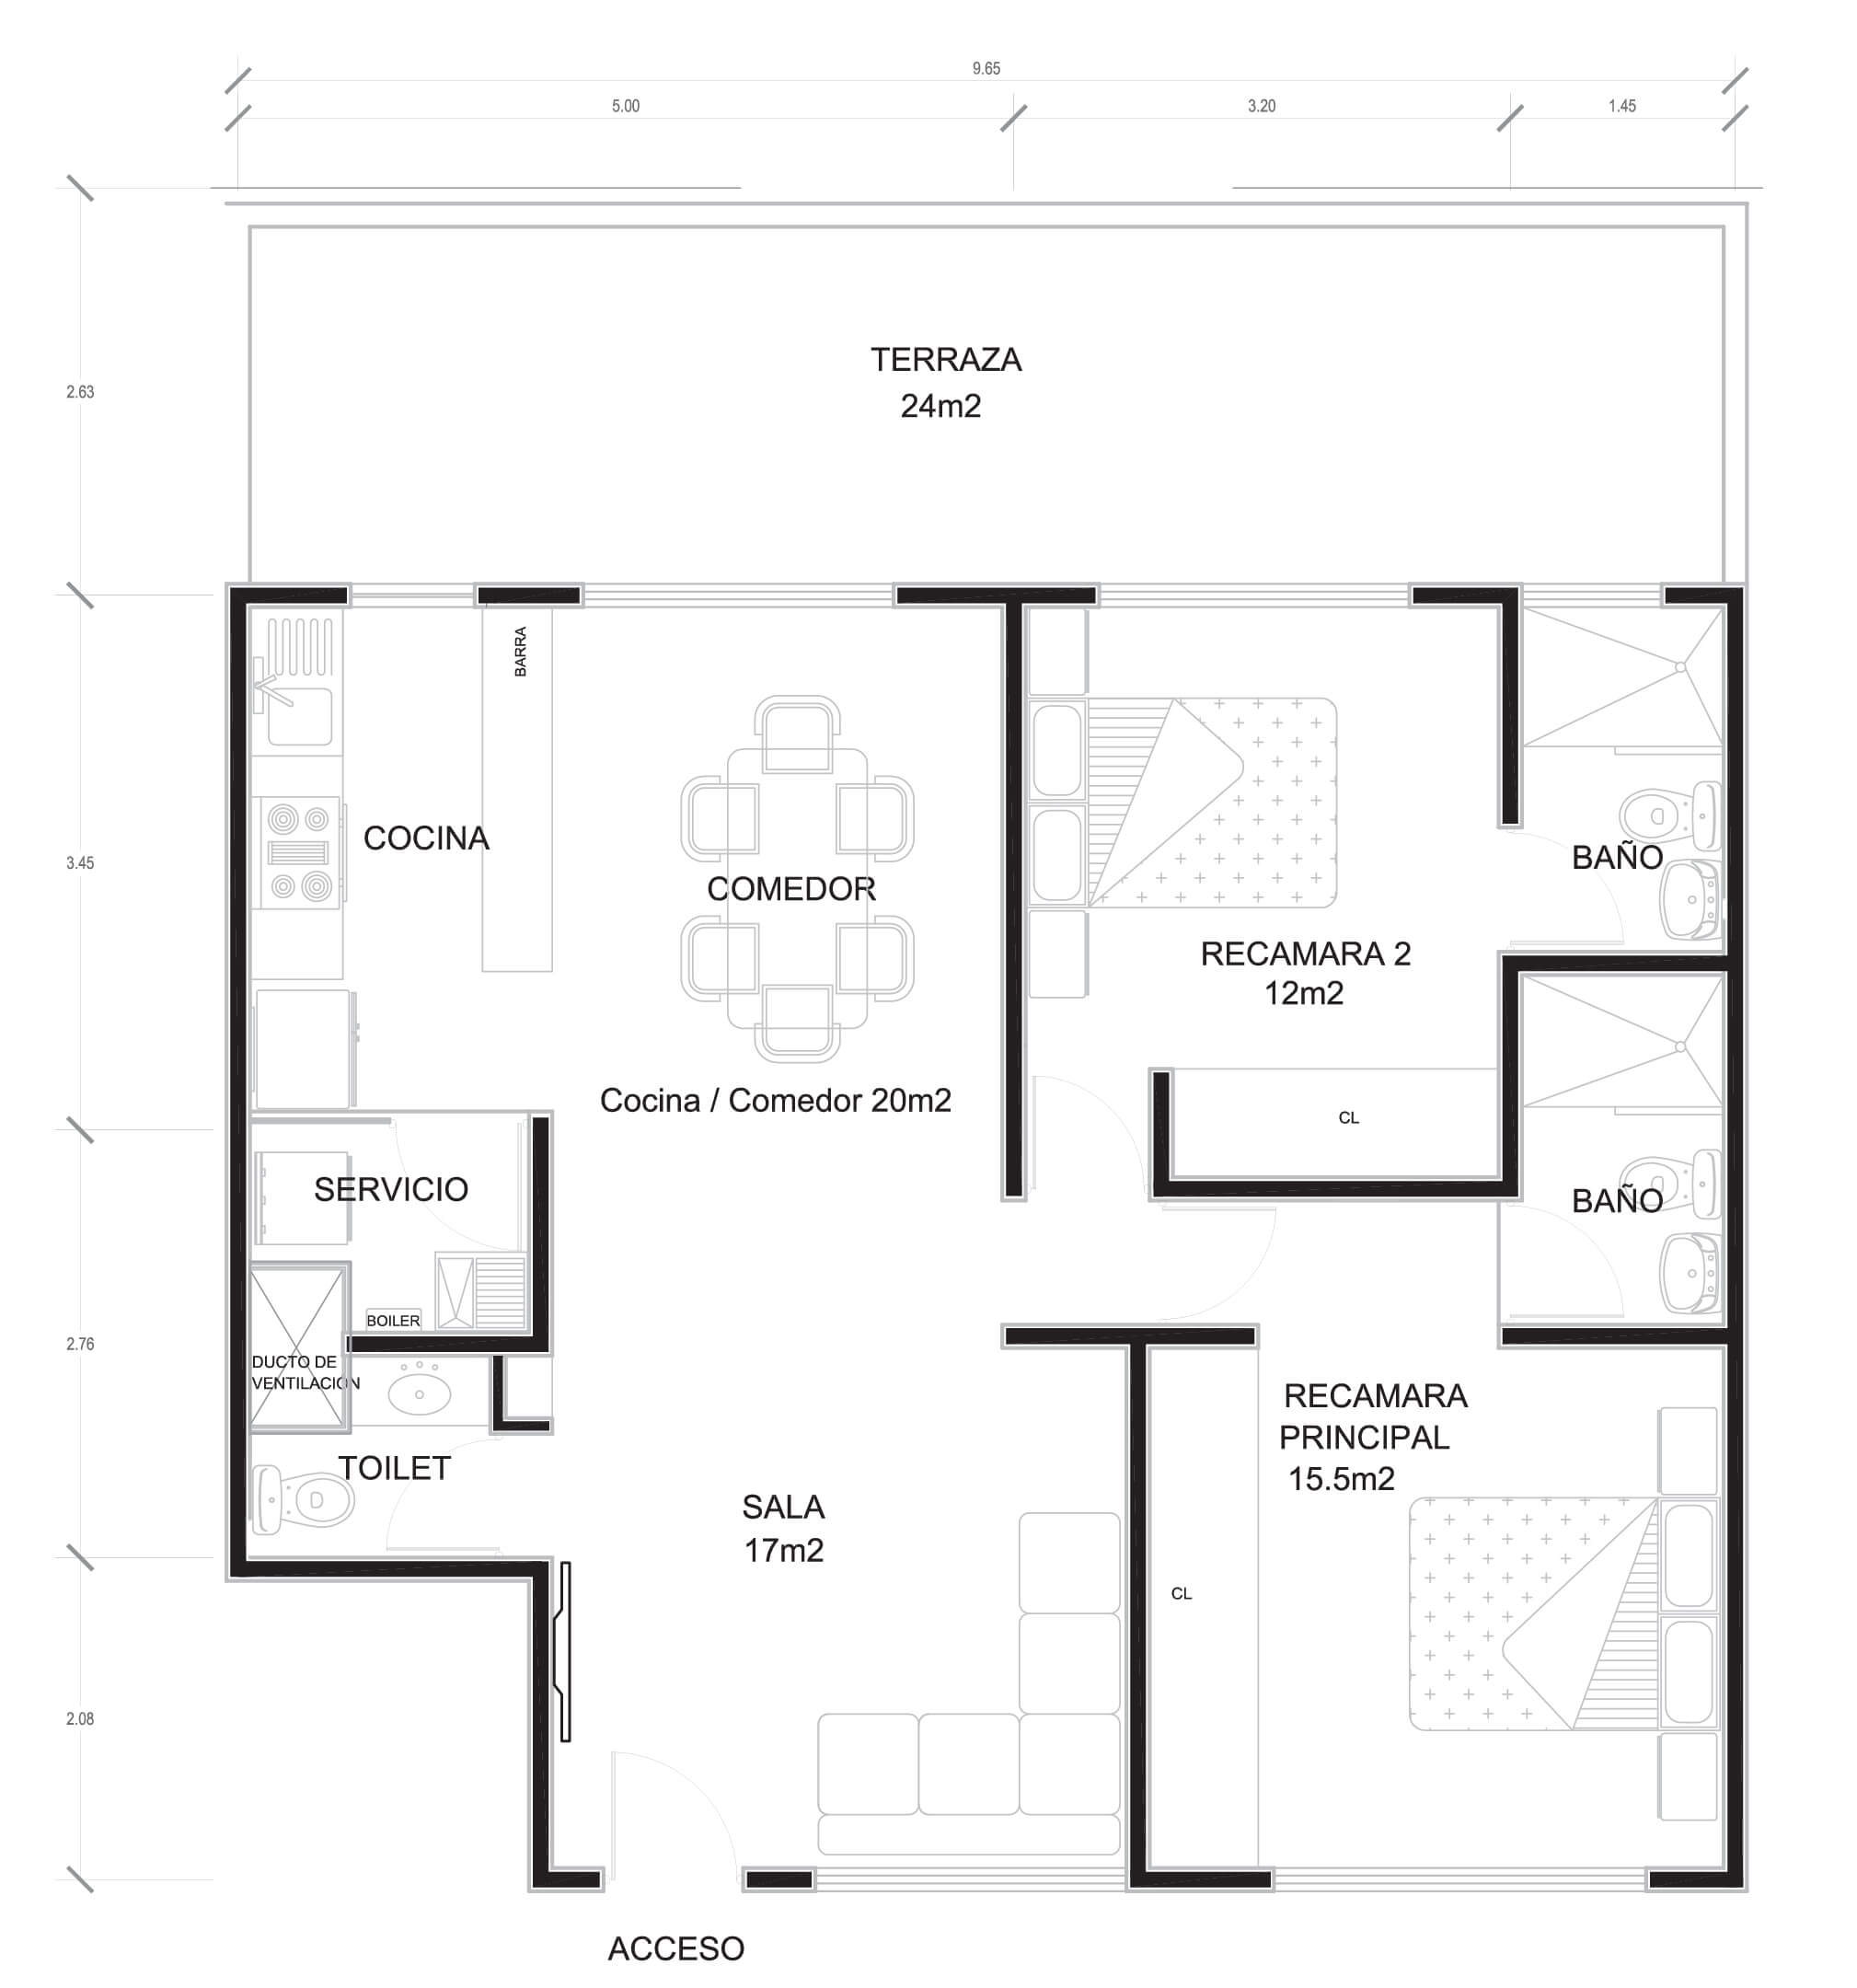 9.65
5.00
3.20
1.45
TERRAZA
24m2
2.63
BARRA
COCINA
3.45
COMEDOR
BAÑO
RECAMARA 2
12m2
Cocina / Comedor 20m2
CL
SERVICIO
BAÑO
BOILER
2.76
DUCTO DE
VENTILACION
RECAMARA
PRINCIPAL
15.5m2
TOILET
SALA
17m2
CL
2.08
ACCESO